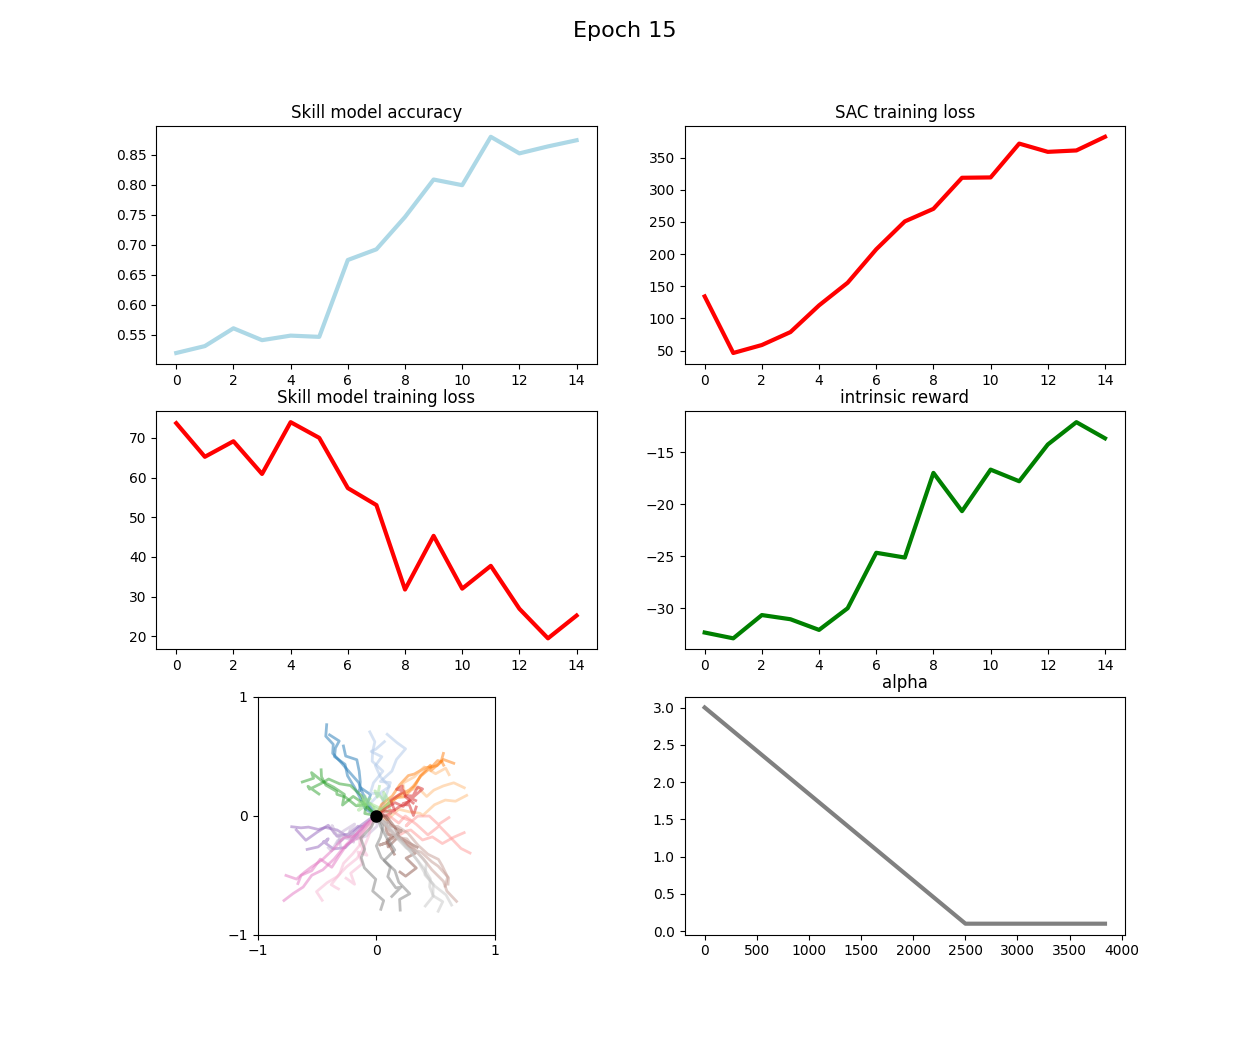 Epoch 15
Skill model accuracy
0.85
0.80
0.75
0.70
0.65
0.60
0.55
0 2 4 6 8 10 12 14
SAC training loss
350
300
250
200
150
100
50
0 2 4 6 8 10 12 14
Skill model training loss
70
60
50
40
30
20
0 2 4 6 8 10 12 14
intrinsic reward
−15
−20
−25
−30
0 2 4 6 8 10 12 14
1
0
−1
−1 0 1
alpha
3.0
2.5
2.0
1.5
1.0
0.5
0.0
0 500 1000 1500 2000 2500 3000 3500 4000